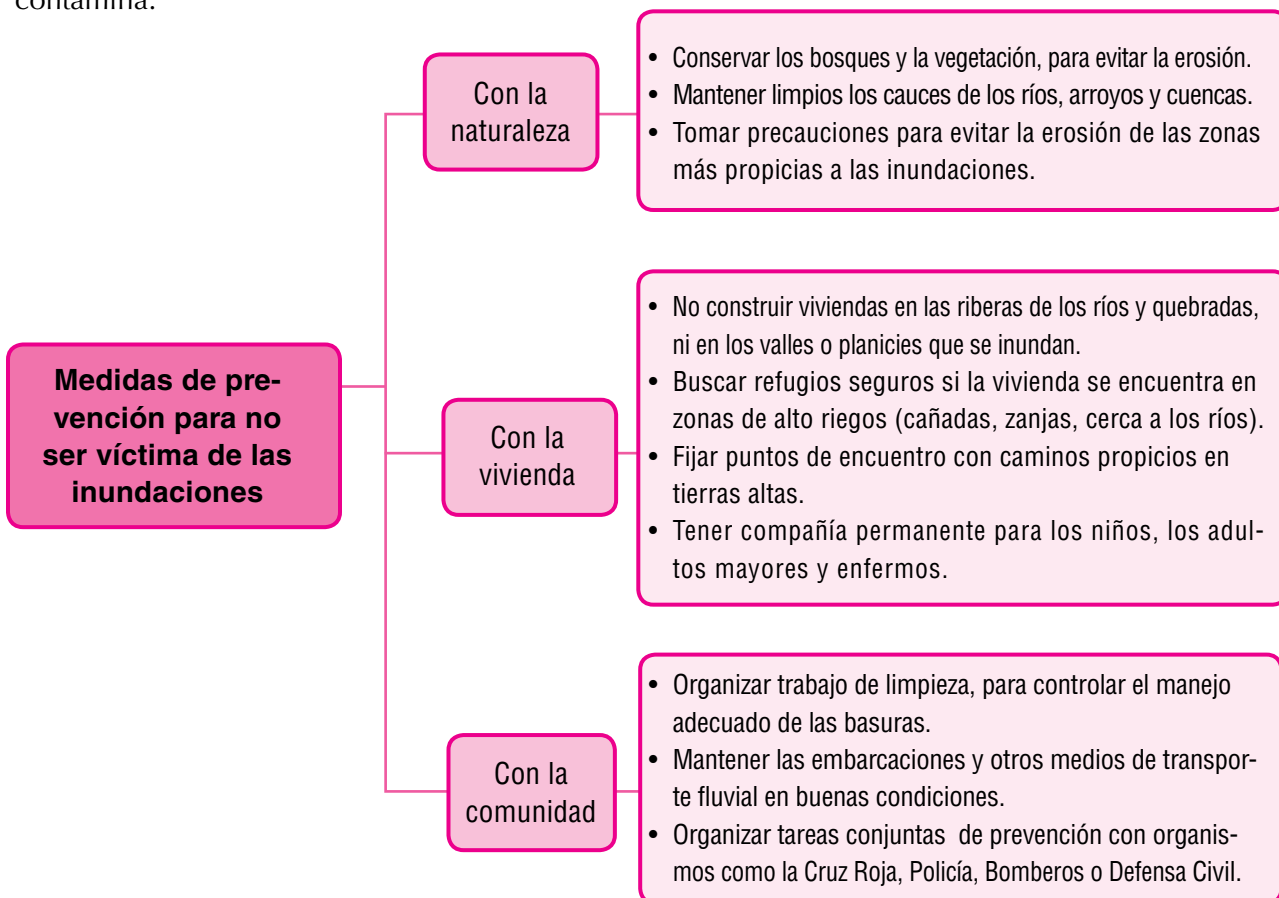 contamina.
Con la
naturaleza
• Conservar los bosques y la vegetación, para evitar la erosión.
• Mantener limpios los cauces de los ríos, arroyos y cuencas.
• Tomar precauciones para evitar la erosión de las zonas
más propicias a las inundaciones.
Medidas de pre-
vención para no
ser víctima de las
inundaciones
Con la
vivienda
• No construir viviendas en las riberas de los ríos y quebradas,
ni en los valles o planicies que se inundan.
• Buscar refugios seguros si la vivienda se encuentra en
zonas de alto riegos (cañadas, zanjas, cerca a los ríos).
• Fijar puntos de encuentro con caminos propicios en
tierras altas.
• Tener compañía permanente para los niños, los adul-
tos mayores y enfermos.
Con la
comunidad
• Organizar trabajo de limpieza, para controlar el manejo
adecuado de las basuras.
• Mantener las embarcaciones y otros medios de transpor-
te fluvial en buenas condiciones.
• Organizar tareas conjuntas de prevención con organis-
mos como la Cruz Roja, Policía, Bomberos o Defensa Civil.